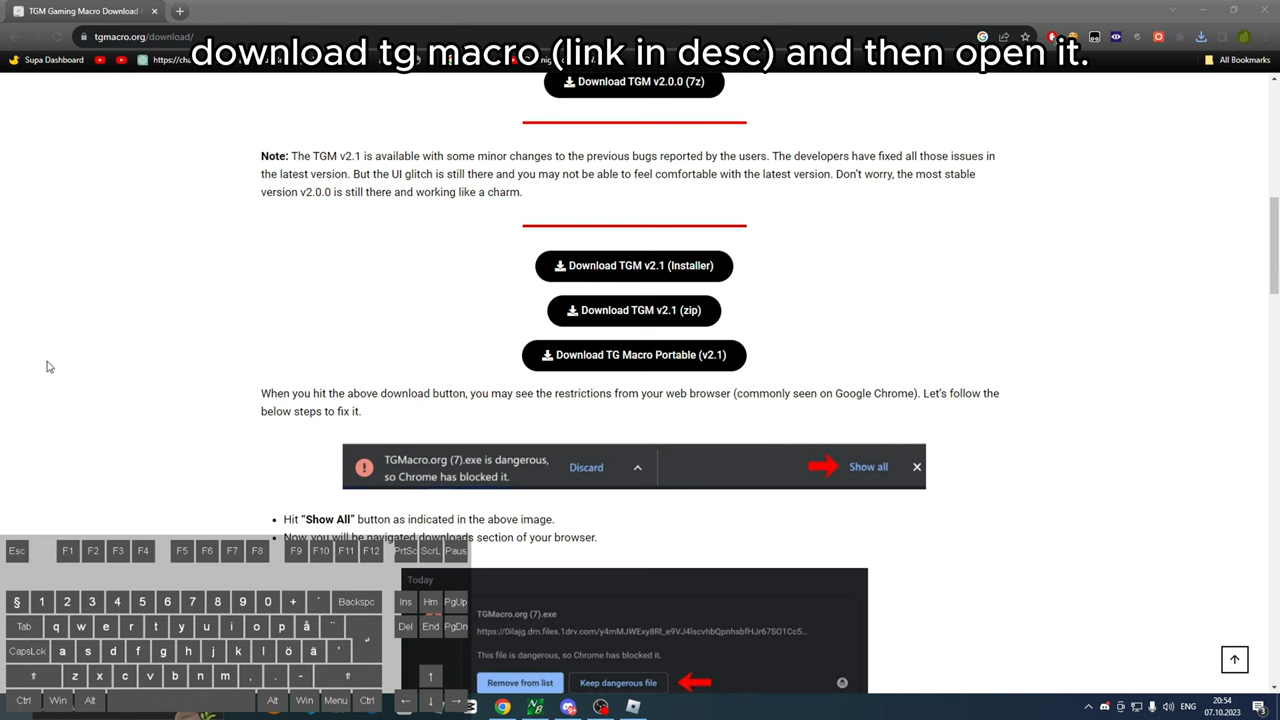 TGM Gaming Macro Download
tgmacro.org/download/
download tg macro (link in desc) and then open it.
Supa Dashboard
https://cha
All Bookmarks
Download TGM v2.0.0 (7z)
Note: The TGM v2.1 is available with some minor changes to the previous bugs reported by the users. The developers have fixed all those issues in
the latest version. But the UI glitch is still there and you may not be able to feel comfortable with the latest version. Don't worry, the most stable
version v2.0.0 is still there and working like a charm.
Download TGM v2.1 (Installer)
Download TGM v2.1 (zip)
Download TG Macro Portable (v2.1)
When you hit the above download button, you may see the restrictions from your web browser (commonly seen on Google Chrome). Let's follow the
below steps to fix it.
TGMacro.org (7).exe is dangerous,
so Chrome has blocked it.
Discard
Show all
Hit "Show All" button as indicated in the above image.
Now you will be navigated downloads section of your browser.
Esc F1 F2 F3 F4 F5 F6 F7 F8 F9 F10 F11 F12 PrtSc ScrL Paus
§ 1 2 3 4 5 6 7 8 9 0 + ´ Backspc Ins Hm PgUp
Tab q w e r t y u i o p å ¨ Del End PgDn
CapsLck a s d f g h j k l ö ä '
z x c v b n m , . -
Ctrl Win Alt Alt Win Menu Ctrl
Today
TGMacro.org (7).exe
This file is dangerous, so Chrome has blocked it.
Remove from list
Keep dangerous file
20:54
07.10.2023